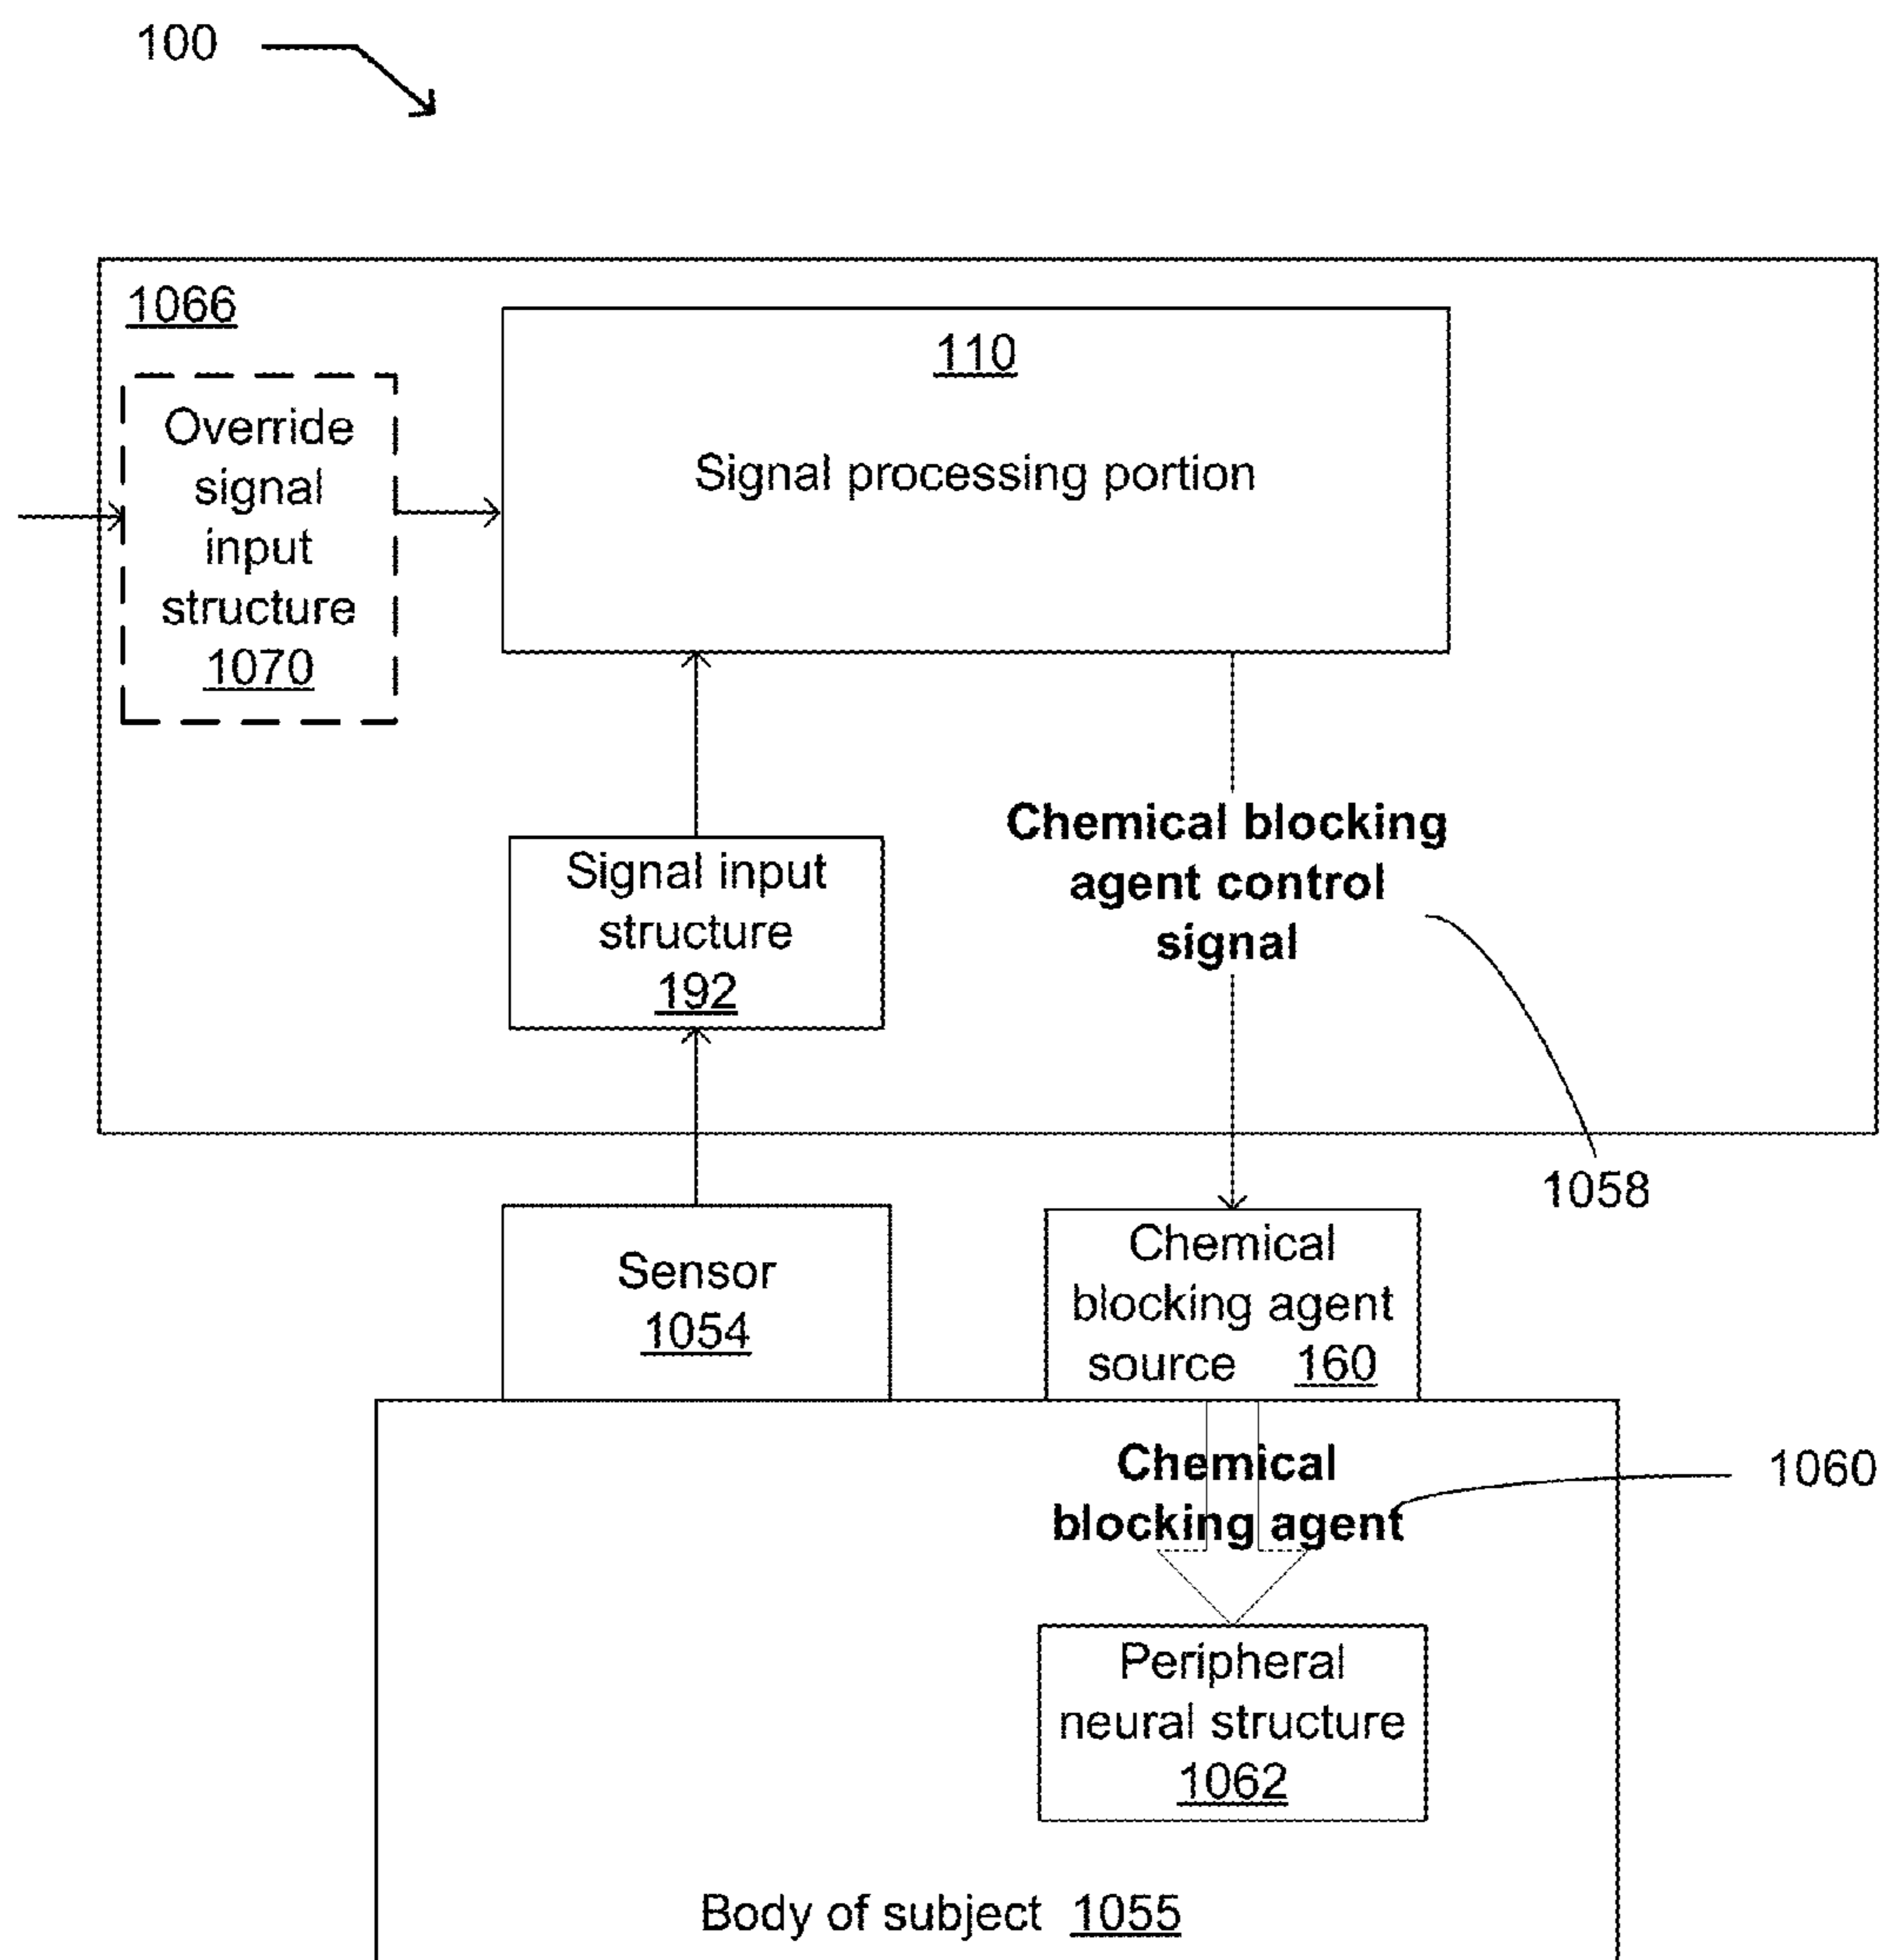 100
1066
Override
signal
input
structure
1070
110
Signal processing portion
Signal input
structure
192
Chemical blocking
agent control
signal
1058
Sensor
1054
Chemical
blocking agent
source 160
Chemical
blocking agent
1060
Peripheral
neural structure
1062
Body of subject 1055